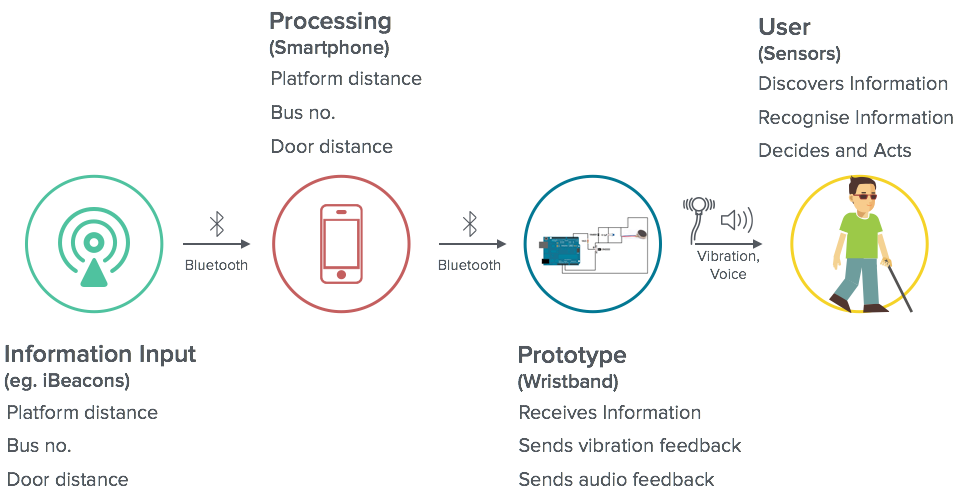 Processing
(Smartphone)
Platform distance
Bus no.
Door distance
User
(Sensors)
Discovers Information
Recognise Information
Decides and Acts
Bluetooth
Bluetooth
Vibration,
Voice
Information Input
(eg. iBeacons)
Platform distance
Bus no.
Door distance
Prototype
(Wristband)
Receives Information
Sends vibration feedback
Sends audio feedback